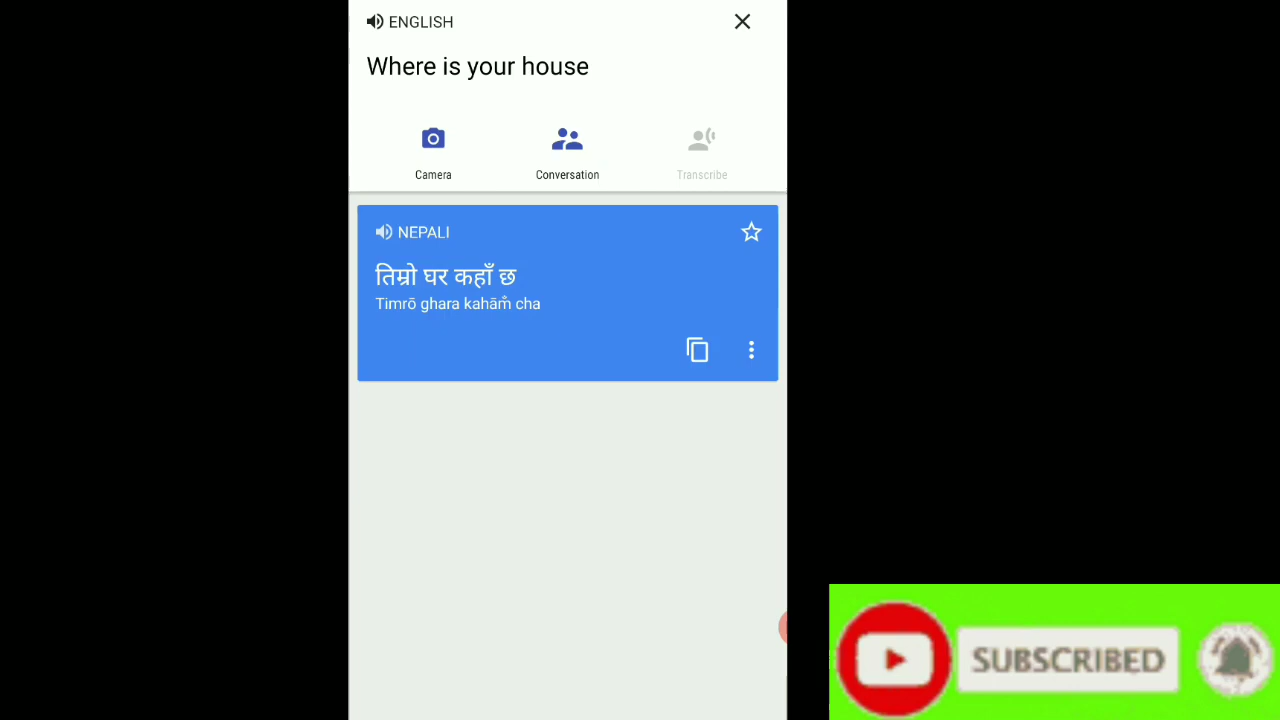 ENGLISH
Where is your house
Camera
Conversation
Transcribe
NEPALI
तिम्रो घर कहाँ छ
Timrō ghara kahām̐ cha
SUBSCRIBED